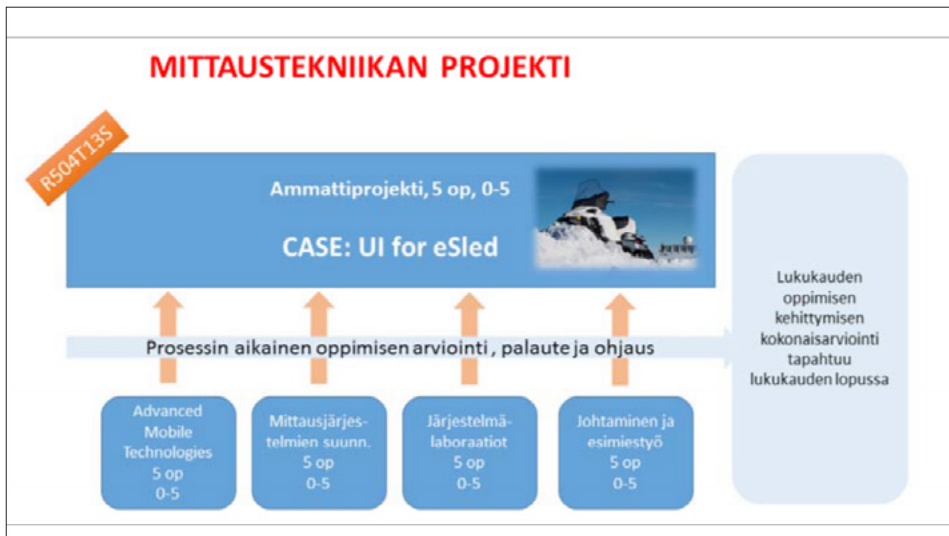 MITTAUSTEKNIIKAN PROJEKTI
R504T13S
Ammattiprojekti, 5 op, 0-5
CASE: UI for eSled
Prosessin aikainen oppimisen arviointi, palaute ja ohjaus
Advanced
Mobile
Technologies
5 op
0-5
Mittausjärjes-
telmien suunn.
5 op
0-5
Järjestelmä-
laboraatiot
5 op
0-5
Johtaminen ja
esimiestyö
5 op
0-5
Lukukauden
oppimisen
kehittymisen
kokonaisarviointi
tapahtuu
lukukauden lopussa